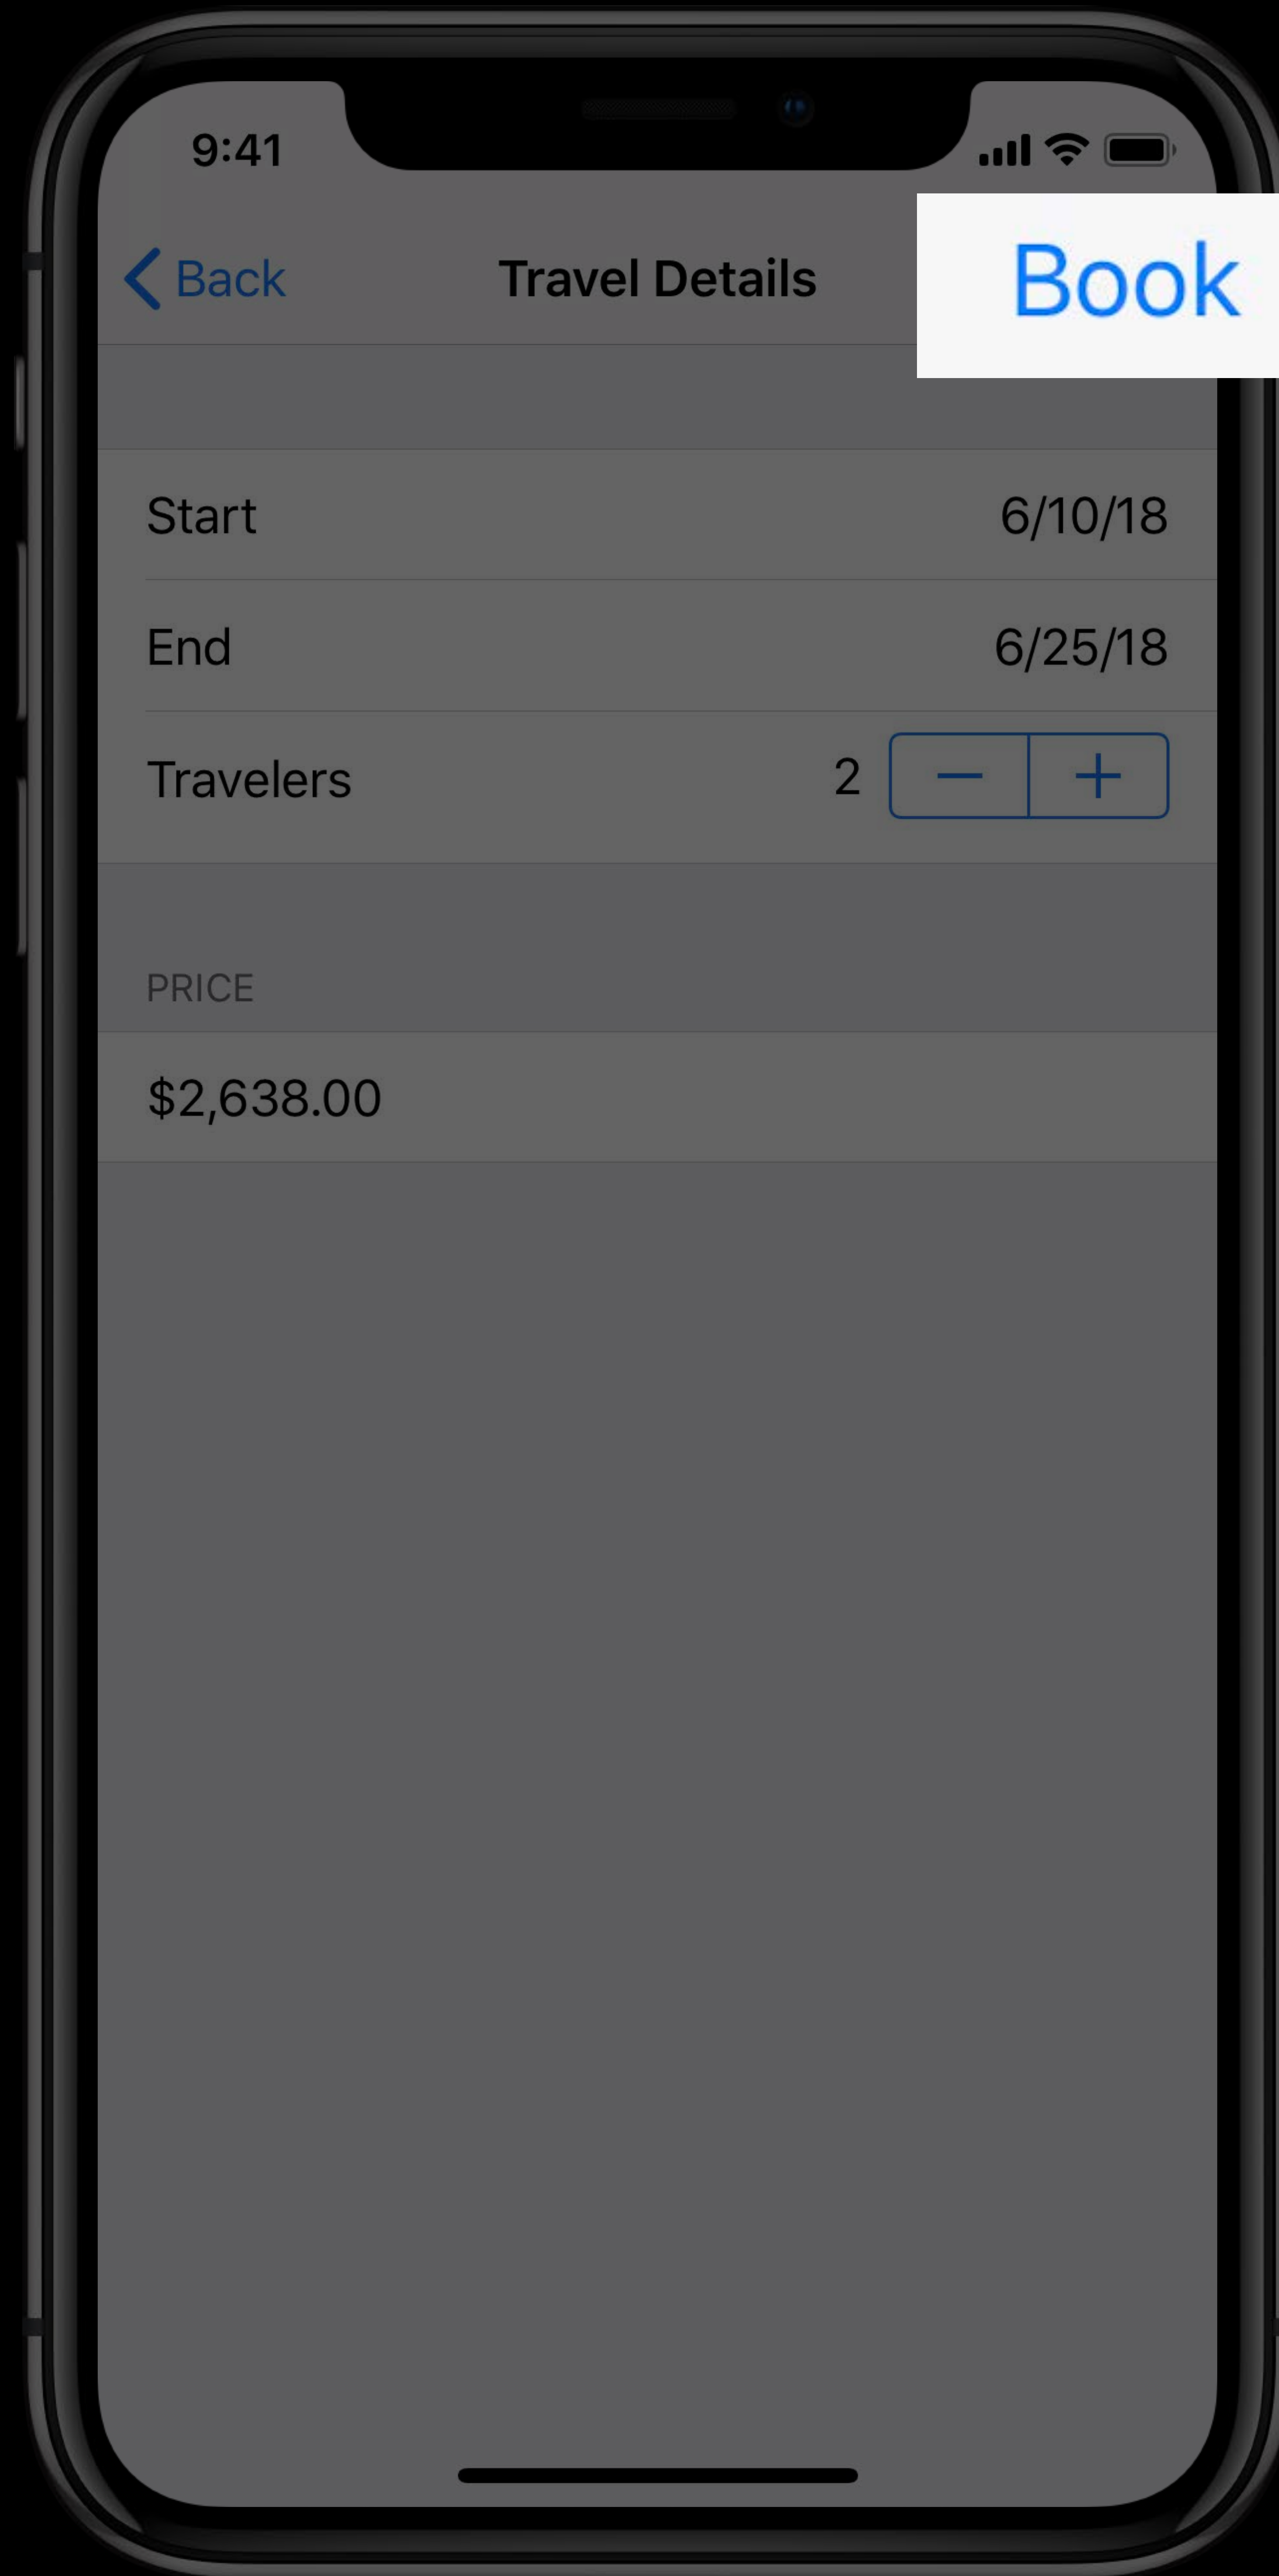 9:41
Back Travel Details Book
Start 6/10/18
End 6/25/18
Travelers 2 − +
PRICE
$2,638.00